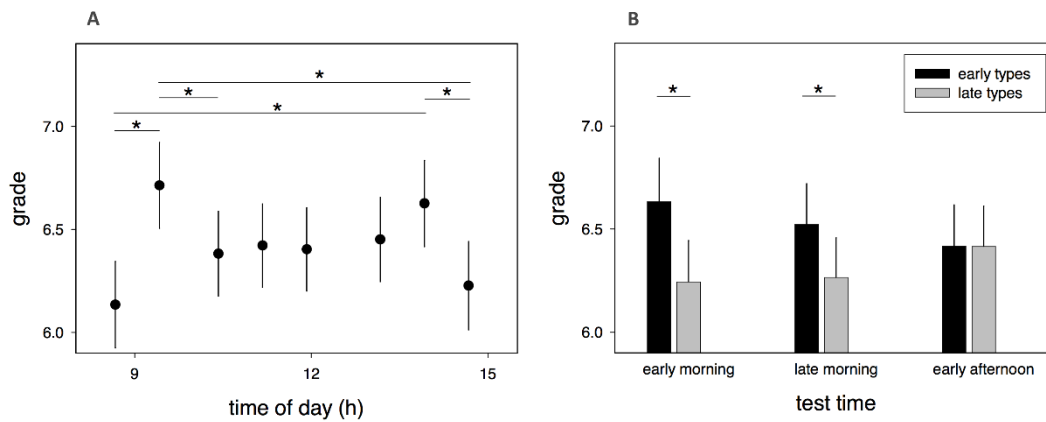 A
*
*
*
*
*
7.0
6.5
6.0
grade
9
12
15
time of day (h)
B
early types
late types
*
*
7.0
6.5
6.0
grade
early morning
late morning
early afternoon
test time